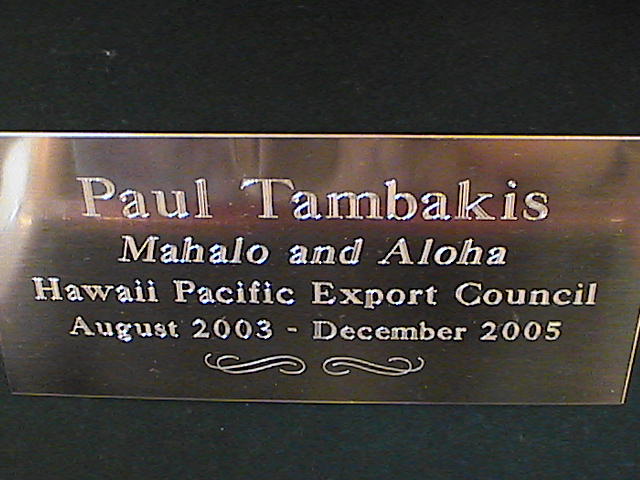 Paul Tambakis
Mahalo and Aloha
Hawaii Pacific Export Council
August 2003 - December 2005